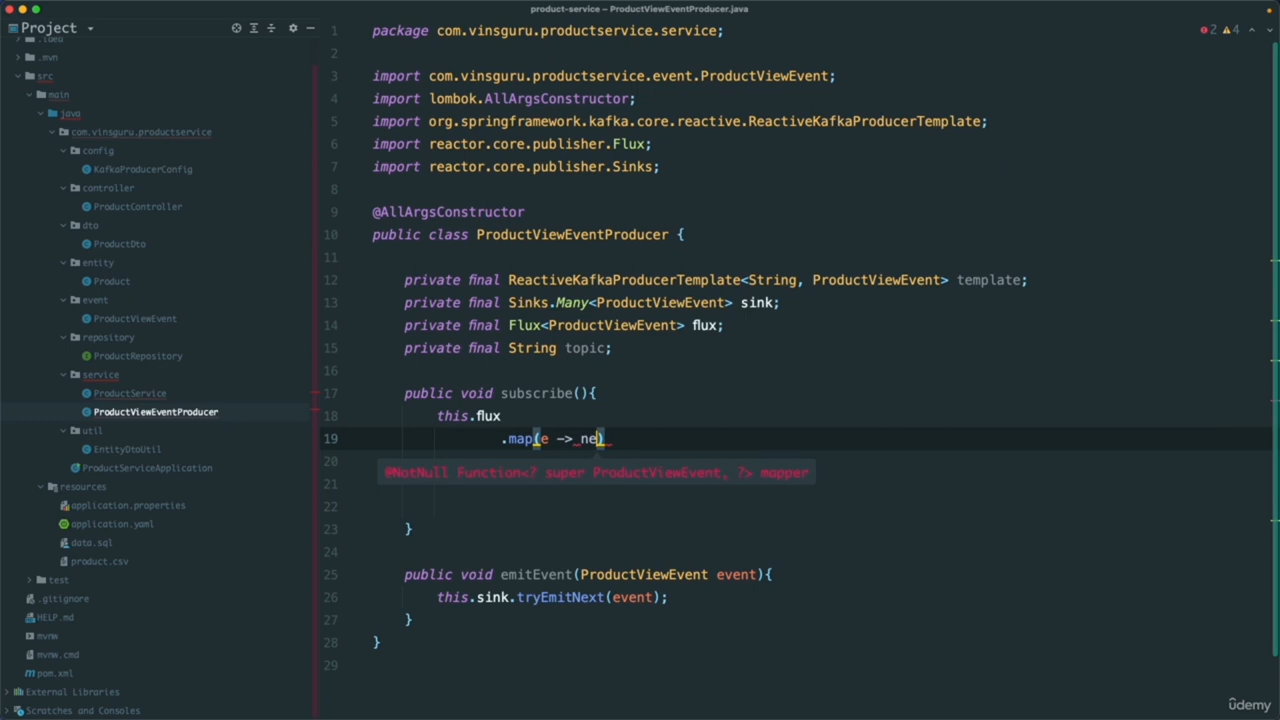 product-service – ProductViewEventProducer.java
Project
.idea
.mvn
src
main
java
com.vinsguru.productservice
config
KafkaProducerConfig
controller
ProductController
dto
ProductDto
entity
Product
event
ProductViewEvent
repository
ProductRepository
service
ProductService
ProductViewEventProducer
util
EntityDtoUtil
ProductServiceApplication
resources
application.properties
application.yaml
data.sql
product.csv
test
.gitignore
HELP.md
mvnw
mvnw.cmd
pom.xml
External Libraries
Scratches and Consoles
2 4
1 package com.vinsguru.productservice.service;
2
3 import com.vinsguru.productservice.event.ProductViewEvent;
4 import lombok.AllArgsConstructor;
5 import org.springframework.kafka.core.reactive.ReactiveKafkaProducerTemplate;
6 import reactor.core.publisher.Flux;
7 import reactor.core.publisher.Sinks;
8
9 @AllArgsConstructor
10 public class ProductViewEventProducer {
11
12 private final ReactiveKafkaProducerTemplate<String, ProductViewEvent> template;
13 private final Sinks.Many<ProductViewEvent> sink;
14 private final Flux<ProductViewEvent> flux;
15 private final String topic;
16
17 public void subscribe(){
18 this.flux
19 .map(e -> ne)
20 @NotNull Function<? super ProductViewEvent, ?> mapper
21
22
23 }
24
25 public void emitEvent(ProductViewEvent event){
26 this.sink.tryEmitNext(event);
27 }
28 }
29
ûdemy